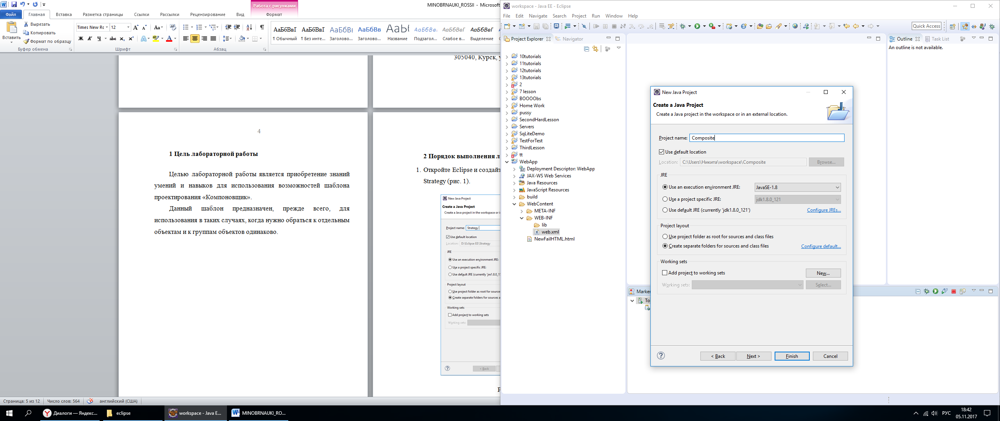 MINOBRNAUKI_ROSSII - Microsoft
Работа с рисунками
Файл Главная Вставка Разметка страницы Ссылки Рассылки Рецензирование Вид Формат
Вставить
Вырезать
Копировать
Формат по образцу
Буфер обмена
Times New Rc 12
Ж К Ч abc x₂ x²
Шрифт
Абзац
АаБбВвГ АаБбВвГ АаБбВв АаБбВв АаБб АаБбВв АаБбВвГ АаБбВвГ
¶ Обычный ¶ Без инте... Заголово... Заголово... Название Подзагол... Слабое в... Выделение
305040, Курск, у
4
1 Цель лабораторной работы
Целью лабораторной работы является приобретение знаний
умений и навыков для использования возможностей шаблона
проектирования «Компоновщик».
Данный шаблон предназначен, прежде всего, для
использования в таких случаях, когда нужно обраться к отдельным
объектам и к группам объектов одинаково.
2 Порядок выполнения л
1. Откройте Eclipse и создайт
Strategy (рис. 1).
New Java Project
Create a Java Project
Create a Java project in the workspace or i
Project name: Strategy
Use default location
Location: D:\Eclipse EE\Strategy
JRE
Use an execution environment JRE:
Use a project specific JRE:
Use default JRE (currently 'jre1.8.0_1
Project layout
Use project folder as root for source
Create separate folders for sources a
Working sets
Add project to working sets
Working sets:
< Back
Р
Страница: 5 из 12 Число слов: 564 английский (США)
workspace - Java EE - Eclipse
File Edit Navigate Search Project Run Window Help
Quick Access
Project Explorer Navigator
10tutorials
11tutorials
12tutorials
13tutorials
2
7 lesson
BOOOObs
Home Work
pussy
SecondHardLesson
Servers
SqLiteDemo
TestForTest
ThirdLesson
tt
WebApp
Deployment Descriptor: WebApp
JAX-WS Web Services
Java Resources
JavaScript Resources
build
WebContent
META-INF
WEB-INF
lib
web.xml
NewFailHTML.html
Outline Task List
An outline is not available.
Marker
To
New Java Project
Create a Java Project
Create a Java project in the workspace or in an external location.
Project name: Composite
Use default location
Location: C:\Users\Никита\workspace\Composite Browse...
JRE
Use an execution environment JRE: JavaSE-1.8
Use a project specific JRE: jdk1.8.0_121
Use default JRE (currently 'jdk1.8.0_121') Configure JREs...
Project layout
Use project folder as root for sources and class files
Create separate folders for sources and class files Configure default...
Working sets
Add project to working sets New...
Working sets: Select...
< Back Next > Finish Cancel
Диалоги — Яндекс... eclipse workspace - Java E... MINOBRNAUKI_RO...
РУС 18:42
05.11.2017